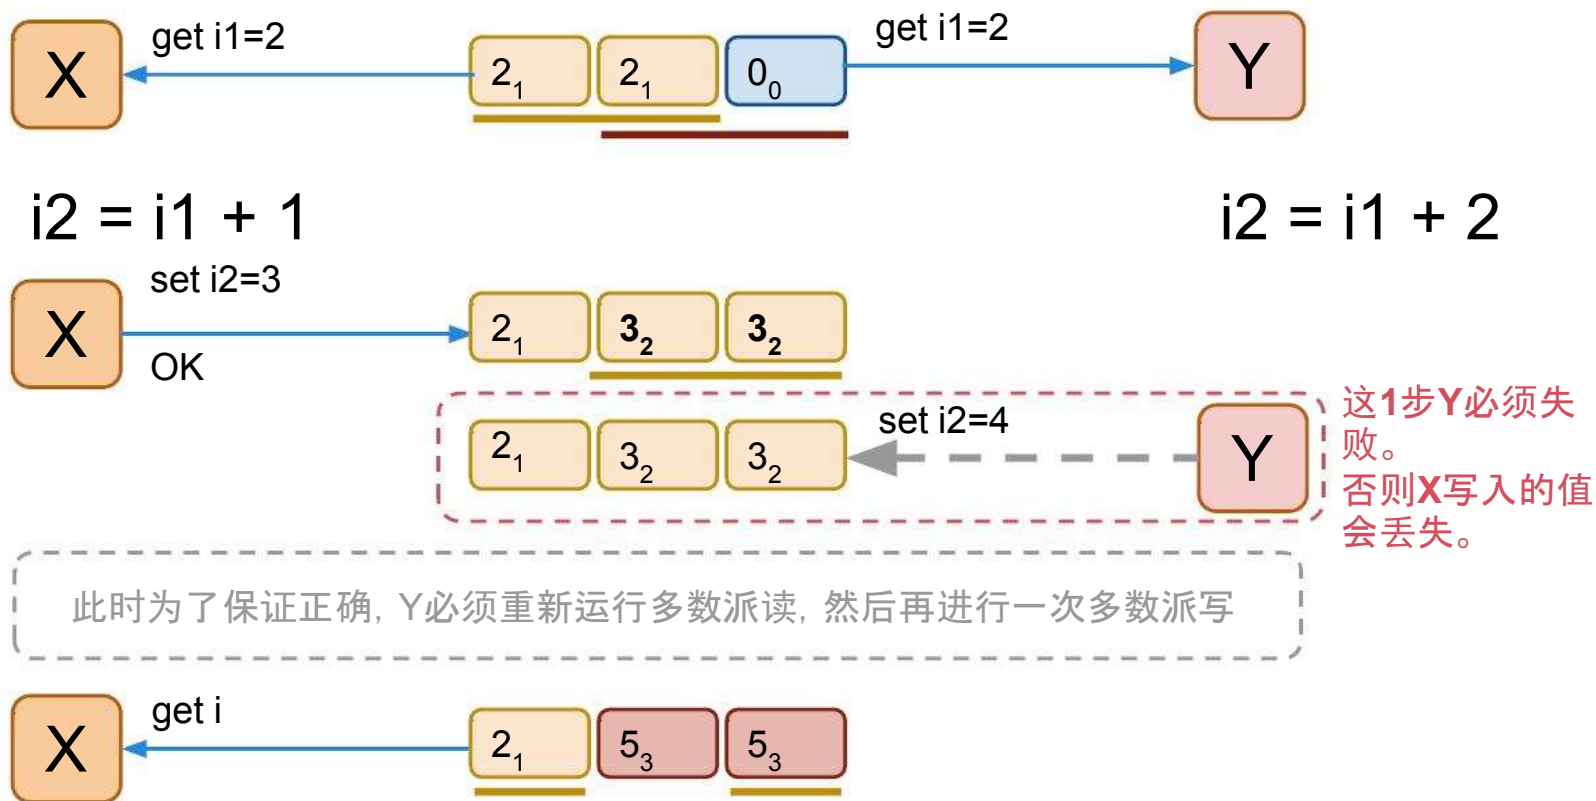 X
get i1=2
2₁ 2₁ 0₀
get i1=2
Y
i2 = i1 + 1
i2 = i1 + 2
X
set i2=3
OK
2₁ 3₂ 3₂
2₁ 3₂ 3₂
set i2=4
Y
这1步Y必须失
败。
否则X写入的值
会丢失。
此时为了保证正确, Y必须重新运行多数派读, 然后再进行一次多数派写
X
get i
2₁ 5₃ 5₃